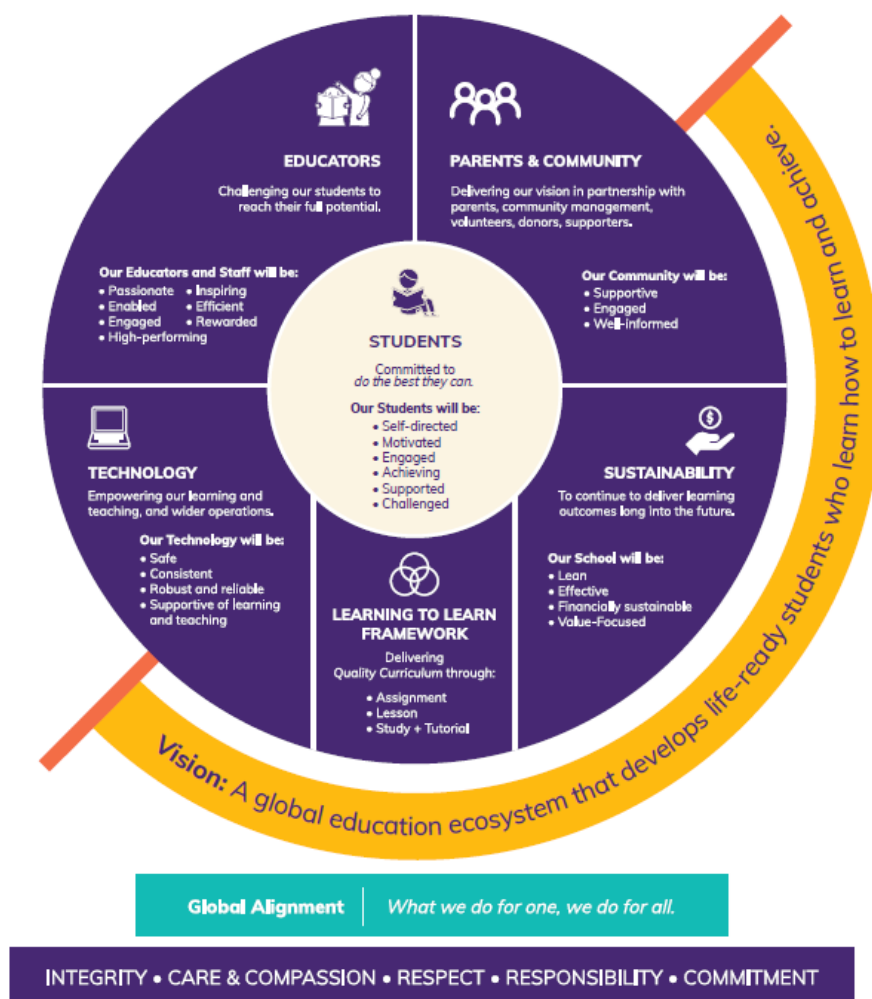 EDUCATORS
Challenging our students to
reach their full potential.
Our Educators and Staff will be:
• Passionate • Inspiring
• Enabled • Efficient
• Engaged • Rewarded
• High-performing
PARENTS & COMMUNITY
Delivering our vision in partnership with
parents, community management,
volunteers, donors, supporters.
Our Community will be:
• Supportive
• Engaged
• Well-informed
STUDENTS
Committed to
do the best they can.
Our Students will be:
• Self-directed
• Motivated
• Engaged
• Achieving
• Supported
• Challenged
TECHNOLOGY
Empowering our learning and
teaching, and wider operations.
Our Technology will be:
• Safe
• Consistent
• Robust and reliable
• Supportive of learning
and teaching
LEARNING TO LEARN
FRAMEWORK
Delivering
Quality Curriculum through:
• Assignment
• Lesson
• Study + Tutorial
SUSTAINABILITY
To continue to deliver learning
outcomes long into the future.
Our School will be:
• Lean
• Effective
• Financially sustainable
• Value-Focused
Vision: A global education ecosystem that develops life-ready students who learn how to learn and achieve.
Global Alignment | What we do for one, we do for all.
INTEGRITY • CARE & COMPASSION • RESPECT • RESPONSIBILITY • COMMITMENT